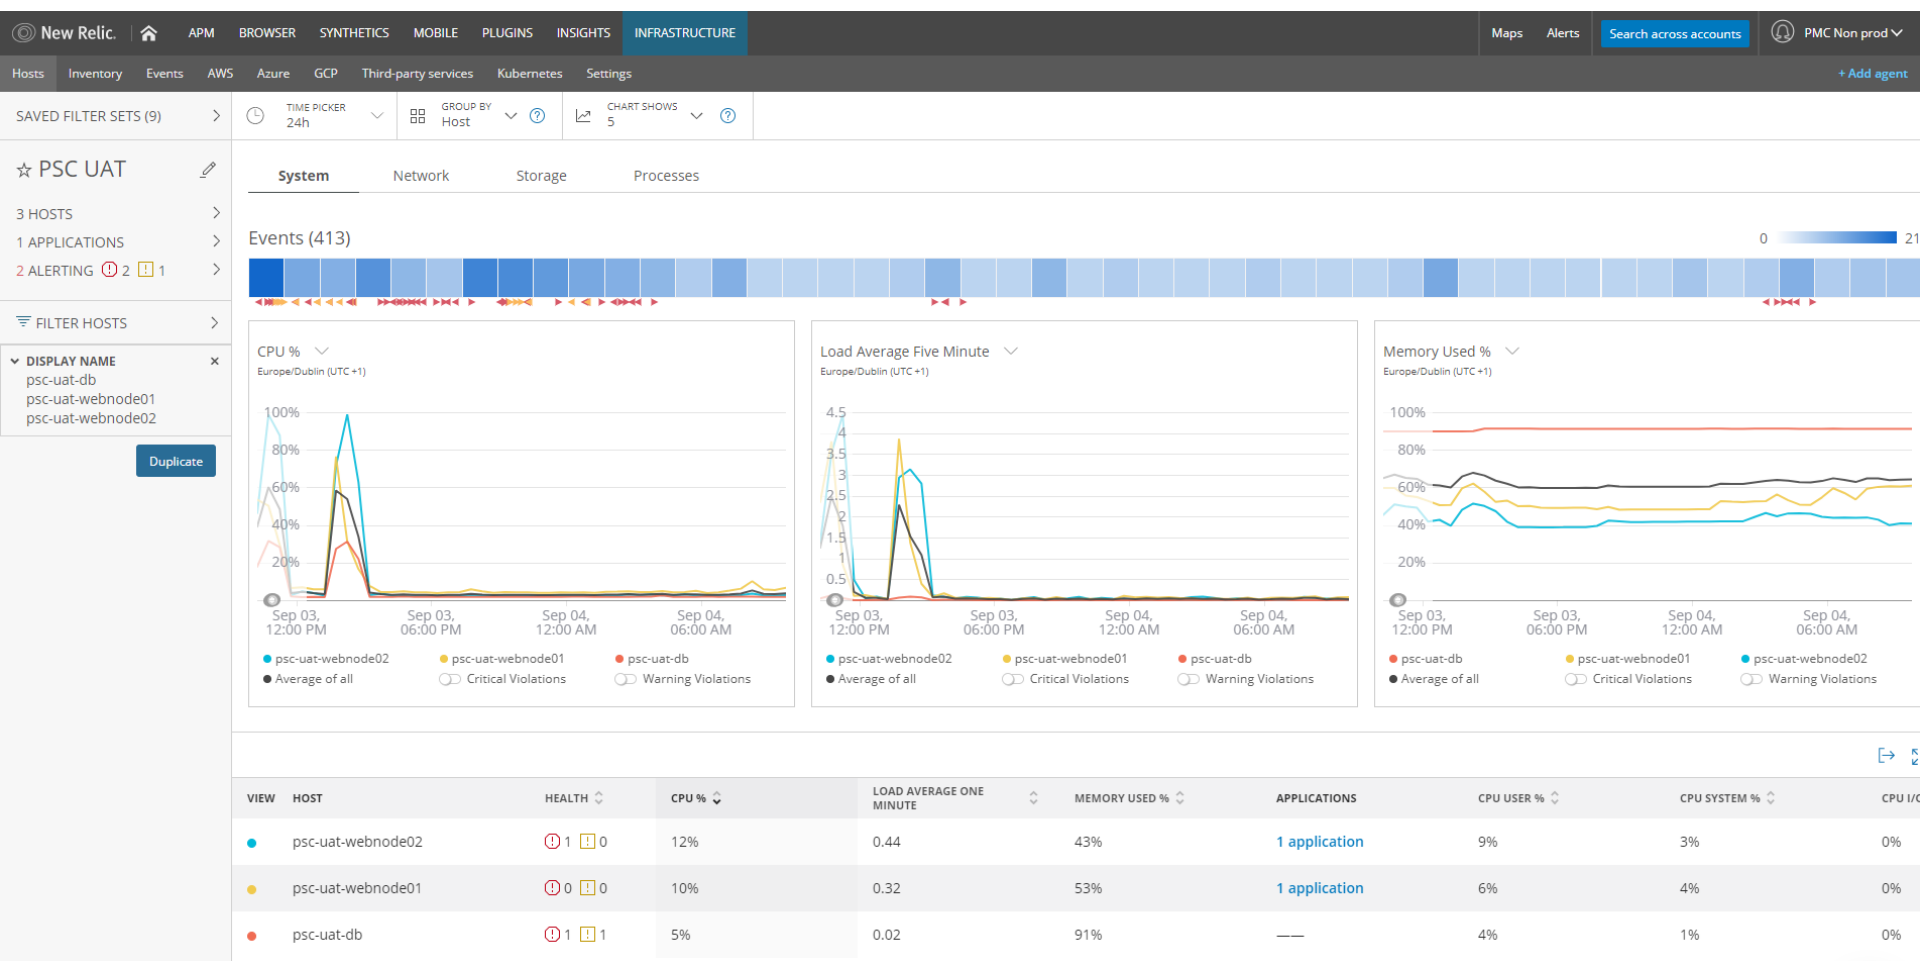 New Relic. APM BROWSER SYNTHETICS MOBILE PLUGINS INSIGHTS INFRASTRUCTURE Maps Alerts Search across accounts PMC Non prod
Hosts Inventory Events AWS Azure GCP Third-party services Kubernetes Settings + Add agent
SAVED FILTER SETS (9)
PSC UAT
3 HOSTS
1 APPLICATIONS
2 ALERTING 2 1
FILTER HOSTS
DISPLAY NAME ×
psc-uat-db
psc-uat-webnode01
psc-uat-webnode02
Duplicate
TIME PICKER
24h
GROUP BY
Host
?
CHART SHOWS
5
?
System Network Storage Processes
Events (413)
0 21
CPU %
Europe/Dublin (UTC +1)
100%
80%
60%
40%
20%
Sep 03, 12:00 PM
Sep 03, 06:00 PM
Sep 04, 12:00 AM
Sep 04, 06:00 AM
psc-uat-webnode02 psc-uat-webnode01 psc-uat-db
Average of all Critical Violations Warning Violations
Load Average Five Minute
Europe/Dublin (UTC +1)
4.5
4
3.5
3
2.5
2
1.5
1
0.5
Sep 03, 12:00 PM
Sep 03, 06:00 PM
Sep 04, 12:00 AM
Sep 04, 06:00 AM
psc-uat-webnode02 psc-uat-webnode01 psc-uat-db
Average of all Critical Violations Warning Violations
Memory Used %
Europe/Dublin (UTC +1)
100%
80%
60%
40%
20%
Sep 03, 12:00 PM
Sep 03, 06:00 PM
Sep 04, 12:00 AM
Sep 04, 06:00 AM
psc-uat-db psc-uat-webnode01 psc-uat-webnode02
Average of all Critical Violations Warning Violations
VIEW HOST HEALTH CPU % LOAD AVERAGE ONE MINUTE MEMORY USED % APPLICATIONS CPU USER % CPU SYSTEM % CPU I/
psc-uat-webnode02 1 0 12% 0.44 43% 1 application 9% 3% 0%
psc-uat-webnode01 0 0 10% 0.32 53% 1 application 6% 4% 0%
psc-uat-db 1 1 5% 0.02 91% —— 4% 1% 0%